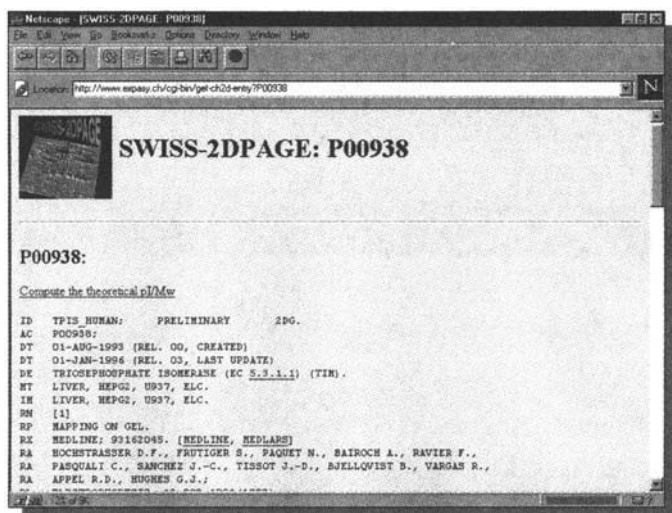 Netscape - [SWISS-2DPAGE: P00938]
File Edit View Go Bookmarks Options Directory Window Help
Location: http://www.expasy.ch/cgi-bin/get-ch2d-entry?P00938
N
SWISS-2DPAGE
SWISS-2DPAGE: P00938
P00938:
Compute the theoretical pI/Mw
ID TPIS_HUMAN; PRELIMINARY 2DG.
AC P00938;
DT 01-AUG-1993 (REL. 00, CREATED)
DT 01-JAN-1996 (REL. 03, LAST UPDATE)
DE TRIOSEPHOSPHATE ISOMERASE (EC 5.3.1.1) (TIM).
MT LIVER, HEPG2, U937, ELC.
IM LIVER, HEPG2, U937, ELC.
RN [1]
RP MAPPING ON GEL.
RX MEDLINE; 93162045. [MEDLINE, MEDLARS]
RA HOCHSTRASSER D.F., FRUTIGER S., PAQUET N., BAIROCH A., RAVIER F.,
RA PASQUALI C., SANCHEZ J.-C., TISSOT J.-D., BJELLQVIST B., VARGAS R.,
RA APPEL R.D., HUGHES G.J.;